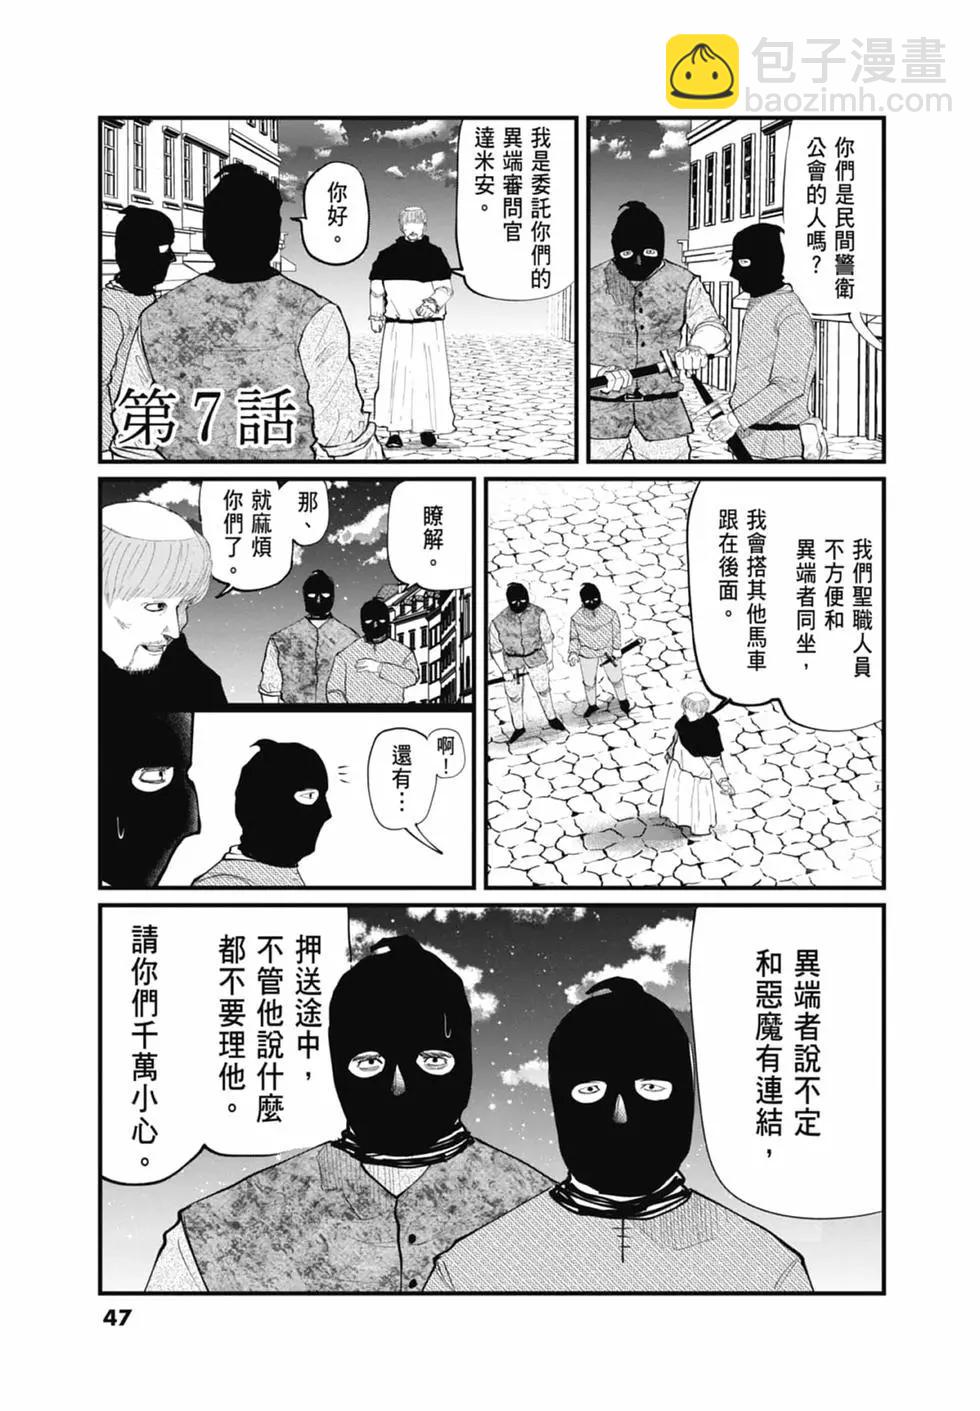 包子漫畫
baozimh.com
你們是民間警衛
公會的人嗎？
我是委託你們的
異端審問官
達米安。
你好。
第7話
我們聖職人員
不方便和
異端者同坐，
我會搭其他馬車
跟在後面。
瞭解。
那、
就麻煩
你們了。
啊！
還有…
異端者說不定
和惡魔有連結，
押送途中，
不管他說什麼
都不要理他。
請你們千萬小心。
47